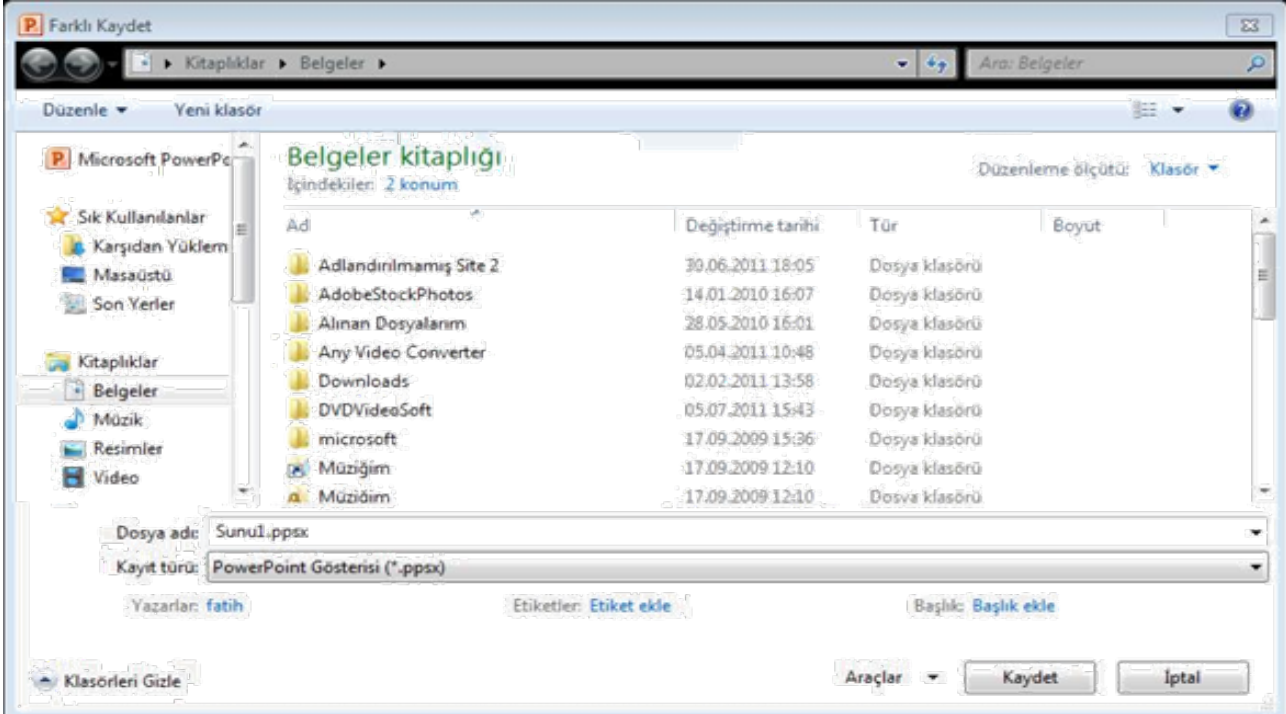 Farklı Kaydet
Kitaplıklar Belgeler Ara: Belgeler
Düzenle Yeni klasör
Microsoft PowerPo
Sık Kullanılanlar
Karşıdan Yüklem
Masaüstü
Son Yerler
Kitaplıklar
Belgeler
Müzik
Resimler
Video
Belgeler kitaplığı
İçindekiler: 2 konum
Düzenleme ölçütü: Klasör
Ad Değiştirme tarihi Tür Boyut
Adlandırılmamış Site 2 30.06.2011 18:05 Dosya klasörü
AdobeStockPhotos 14.01.2010 16:07 Dosya klasörü
Alınan Dosyalarım 28.05.2010 16:01 Dosya klasörü
Any Video Converter 05.04.2011 10:48 Dosya klasörü
Downloads 02.02.2011 13:58 Dosya klasörü
DVDVideoSoft 05.07.2011 15:43 Dosya klasörü
microsoft 17.09.2009 15:36 Dosya klasörü
Müziğim 17.09.2009 12:10 Dosya klasörü
Müziğim 17.09.2009 12:10 Dosya klasörü
Dosya adı: Sunu1.ppsx
Kayıt türü: PowerPoint Gösterisi (*.ppsx)
Yazarlar: fatih Etiketler: Etiket ekle Başlık: Başlık ekle
Klasörleri Gizle Araçlar Kaydet İptal